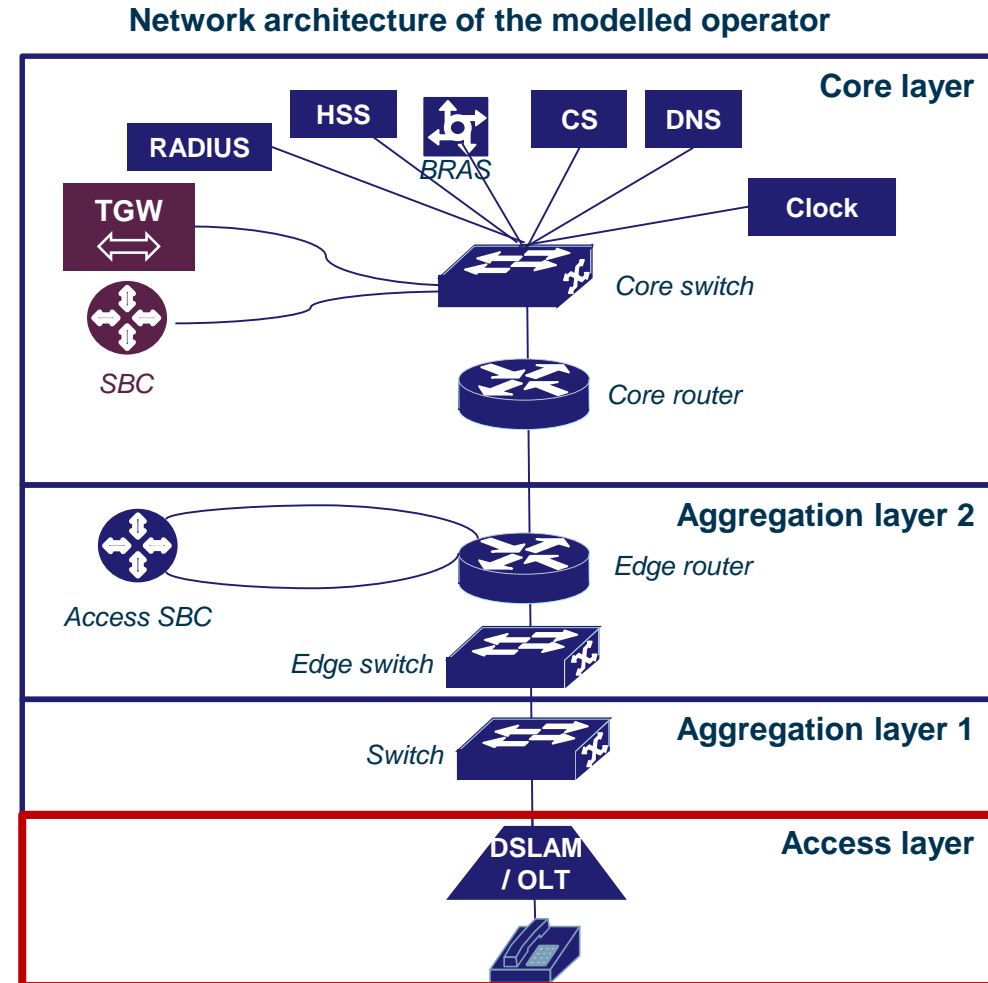 Network architecture of the modelled operator
Core layer
HSS
CS
DNS
RADIUS
BRAS
TGW
Clock
Core switch
SBC
Core router
Aggregation layer 2
Edge router
Access SBC
Edge switch
Aggregation layer 1
Switch
Access layer
DSLAM
/ OLT